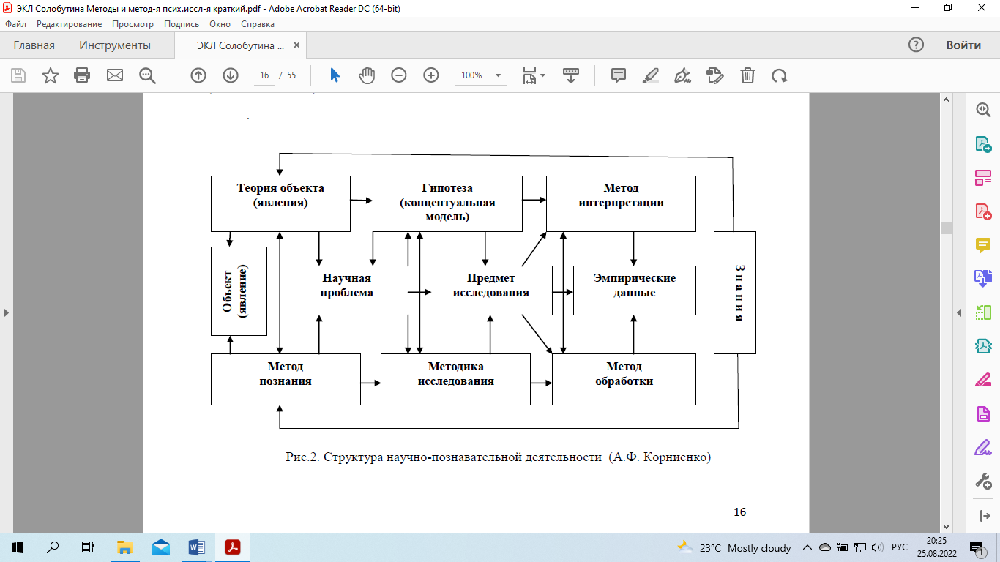 ЭКЛ Солобутина Методы и метод-я псих.иссл-я краткий.pdf - Adobe Acrobat Reader DC (64-bit)
Файл Редактирование Просмотр Подпись Окно Справка
Главная Инструменты ЭКЛ Солобутина ... × Войти
16 / 55 100%
Теория объекта
(явления)
Гипотеза
(концептуальная
модель)
Метод
интерпретации
Объект
(явление)
Научная
проблема
Предмет
исследования
Эмпирические
данные
Знания
Метод
познания
Методика
исследования
Метод
обработки
Рис.2. Структура научно-познавательной деятельности (А.Ф. Корниенко)
16
23°C Mostly cloudy РУС 20:25
25.08.2022
1